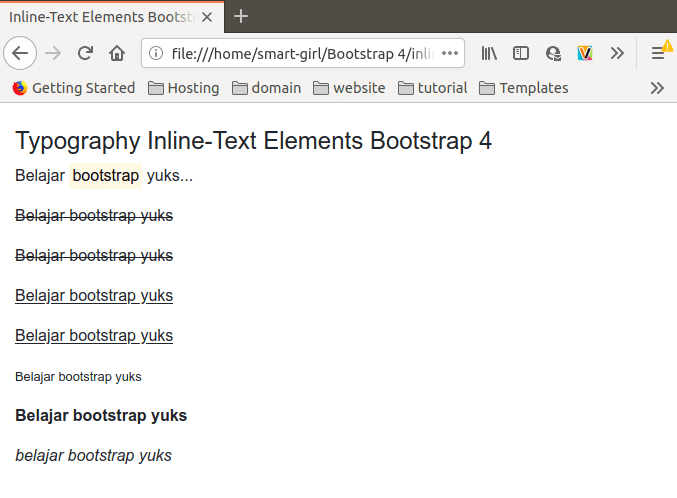 Inline-Text Elements Bootst
file:///home/smart-girl/Bootstrap 4/inli
Getting Started Hosting domain website tutorial Templates
Typography Inline-Text Elements Bootstrap 4
Belajar bootstrap yuks...
Belajar bootstrap yuks
Belajar bootstrap yuks
Belajar bootstrap yuks
Belajar bootstrap yuks
Belajar bootstrap yuks
Belajar bootstrap yuks
belajar bootstrap yuks